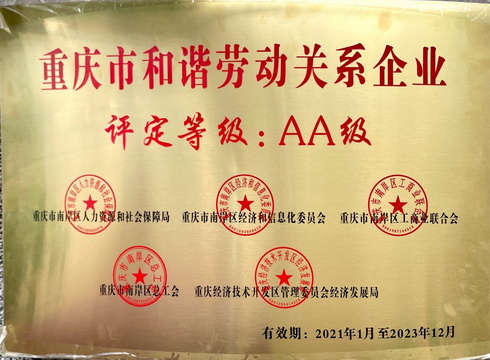 重庆市和谐劳动关系企业
评定等级：AA级
重庆市南岸区人力资源和社会保障局 重庆市南岸区经济和信息化委员会 重庆市南岸区工商业联合会
重庆市南岸区总工会 重庆经济技术开发区管理委员会经济发展局
有效期：2021年1月至2023年12月